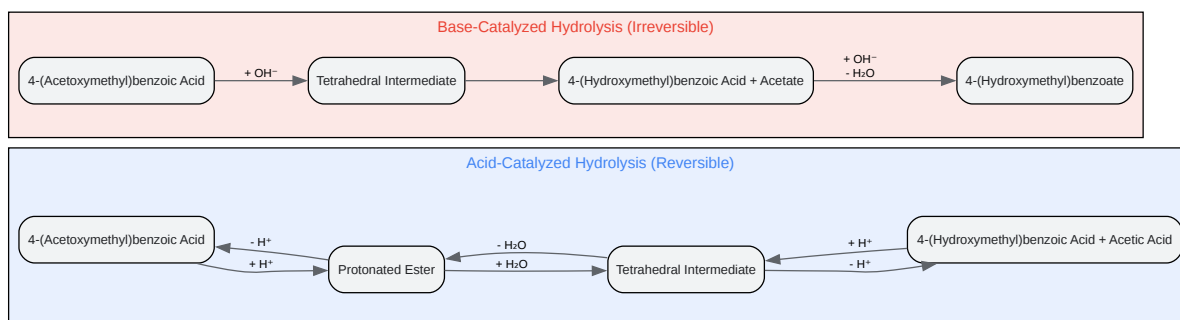 Base-Catalyzed Hydrolysis (Irreversible)
4-(Acetoxymethyl)benzoic Acid
+ OH⁻
Tetrahedral Intermediate
4-(Hydroxymethyl)benzoic Acid + Acetate
+ OH⁻
- H₂O
4-(Hydroxymethyl)benzoate
Acid-Catalyzed Hydrolysis (Reversible)
4-(Acetoxymethyl)benzoic Acid
- H⁺
+ H⁺
Protonated Ester
- H₂O
+ H₂O
Tetrahedral Intermediate
+ H⁺
- H⁺
4-(Hydroxymethyl)benzoic Acid + Acetic Acid